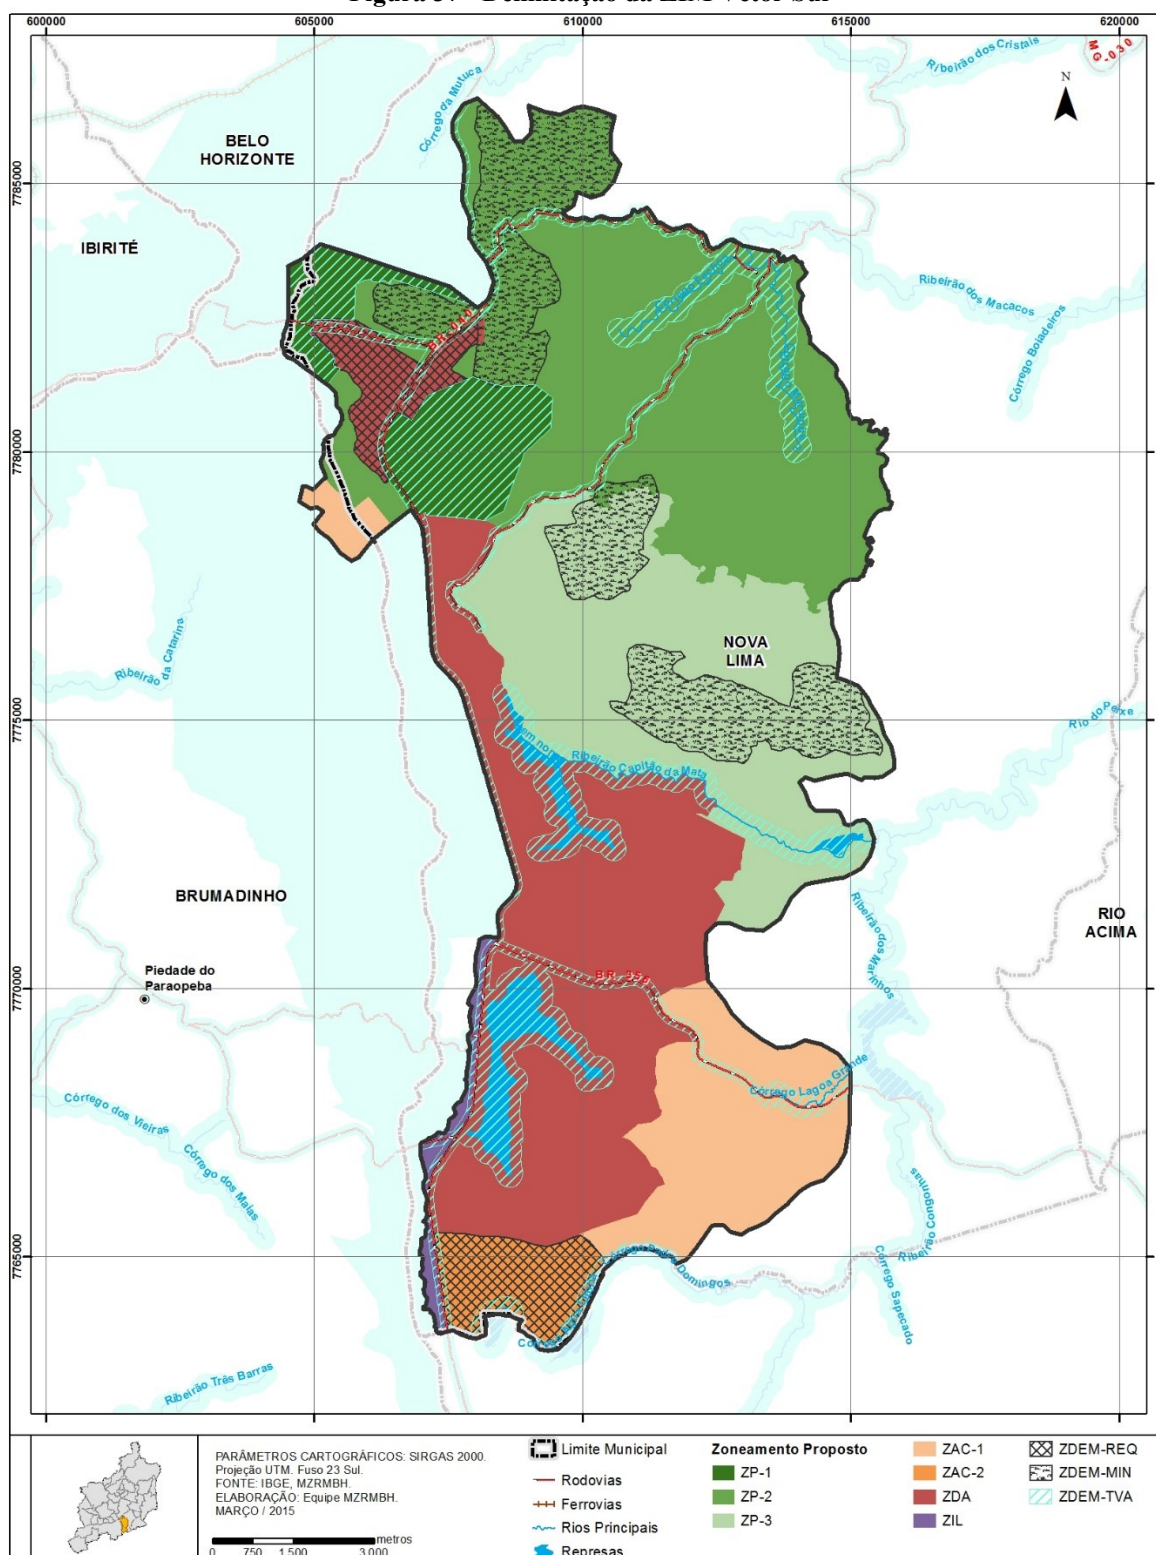 600000
605000
610000
615000
620000
MG-030
Ribeirão dos Cristais
N
Córrego da Mutuca
BELO
HORIZONTE
7785000
IBIRITÉ
Ribeirão dos Macacos
Córrego Boiadeiros
BR-040
7780000
Ribeirão da Catarina
NOVA
LIMA
7775000
Rio do Peixe
Sem nome
Ribeirão Capitão da Mata
BRUMADINHO
Ribeirão dos Marinhos
RIO
ACIMA
Piedade do
Paraopeba
BR 356
7770000
Córrego Lagoa Grande
Córrego dos Vieiras
Córrego dos Maias
Ribeirão Congonhas
7765000
Domingos
Córrego Sapecado
Ribeirão Três Barras
PARÂMETROS CARTOGRÁFICOS: SIRGAS 2000.
Projeção UTM. Fuso 23 Sul.
FONTE: IBGE, MZRMBH.
ELABORAÇÃO: Equipe MZRMBH.
MARÇO / 2015
metros
0 750 1.500 3.000
Limite Municipal
Rodovias
Ferrovias
Rios Principais
Represas
Zoneamento Proposto
ZP-1
ZP-2
ZP-3
ZAC-1
ZAC-2
ZDA
ZIL
ZDEM-REQ
ZDEM-MIN
ZDEM-TVA